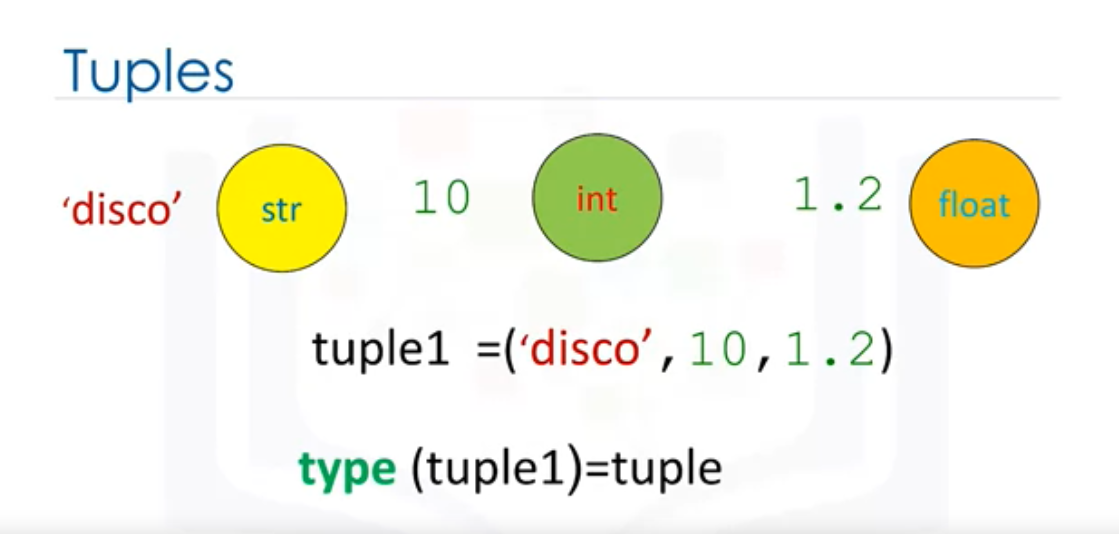 Tuples
‘disco’ str 10 int 1.2 float
tuple1 =(‘disco’,10,1.2)
type (tuple1)=tuple